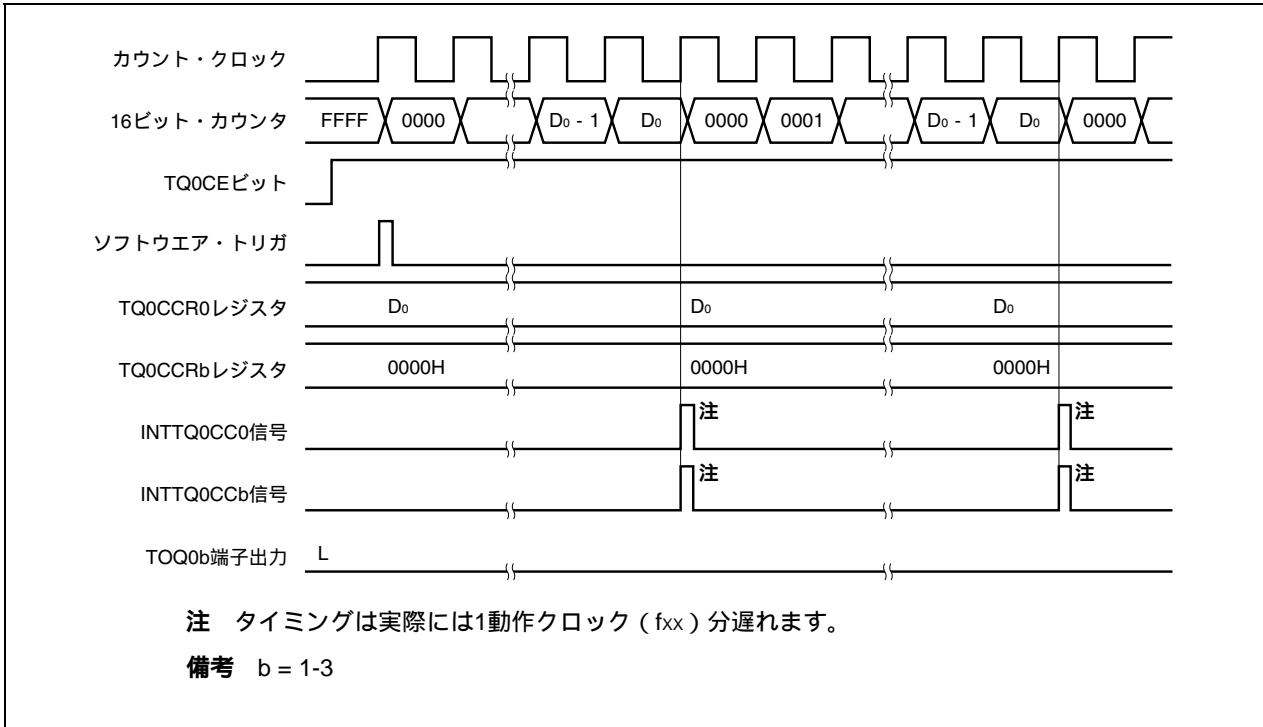 カウント・クロック
16ビット・カウンタ FFFF 0000 D0 - 1 D0 0000 0001 D0 - 1 D0 0000
TQ0CEビット
ソフトウエア・トリガ
TQ0CCR0レジスタ D0 D0 D0
TQ0CCRbレジスタ 0000H 0000H 0000H
INTTQ0CC0信号 注 注
INTTQ0CCb信号 注 注
TOQ0b端子出力 L
注 タイミングは実際には1動作クロック（fxx）分遅れます。
備考 b = 1-3